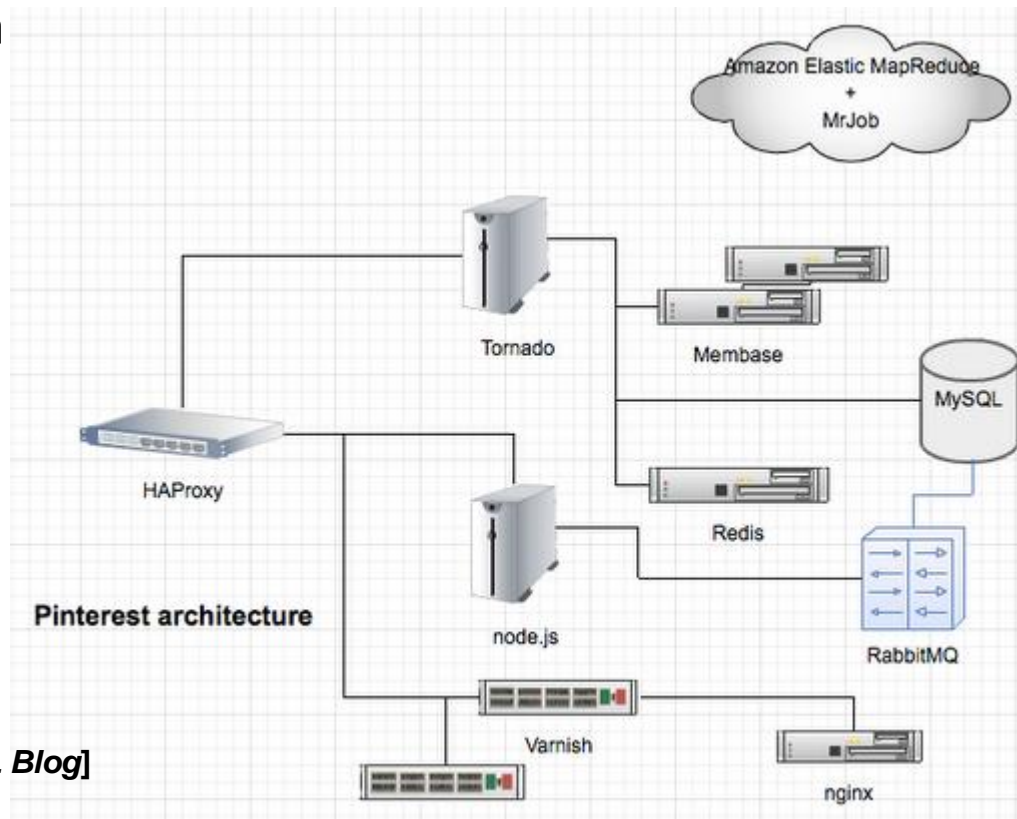 Amazon Elastic MapReduce
+
MrJob
Tornado
Membase
MySQL
HAProxy
Redis
Pinterest architecture
node.js
RabbitMQ
Varnish
Blog]
nginx